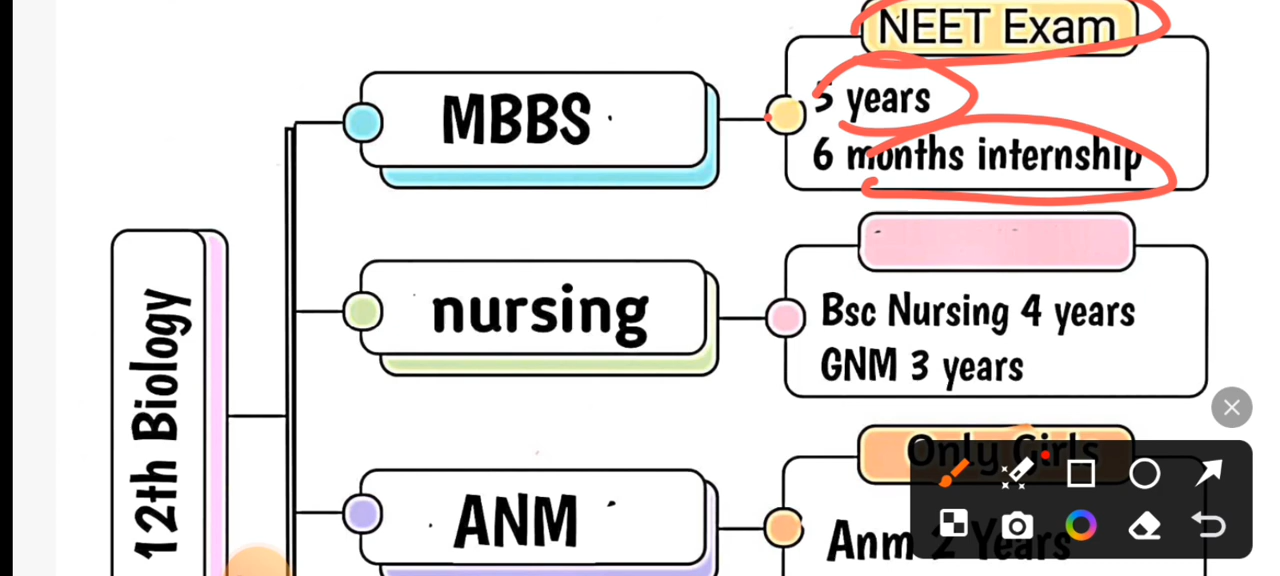 NEET Exam
MBBS
5 years
6 months internship
12th Biology
nursing
Bsc Nursing 4 years
GNM 3 years
Only Girls
ANM
Anm 2 Years